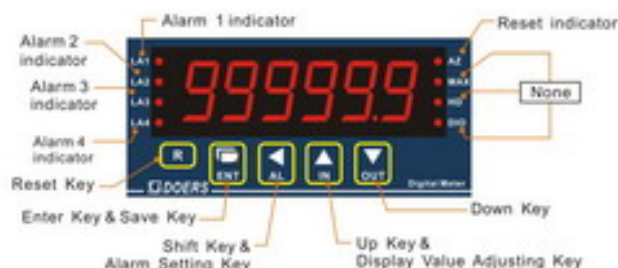 Alarm 1 indicator
Reset indicator
Alarm 2
indicator
LA1
AZ
Alarm 3
indicator
LA2
MAX
None
999999.9
LA3
HD
Alarm 4
indicator
LA4
DIO
R
ENT
AL
IN
OUT
Reset Key
DOERS
Digital Meter
Enter Key & Save Key
Down Key
Shift Key &
Alarm Setting Key
Up Key &
Display Value Adjusting Key